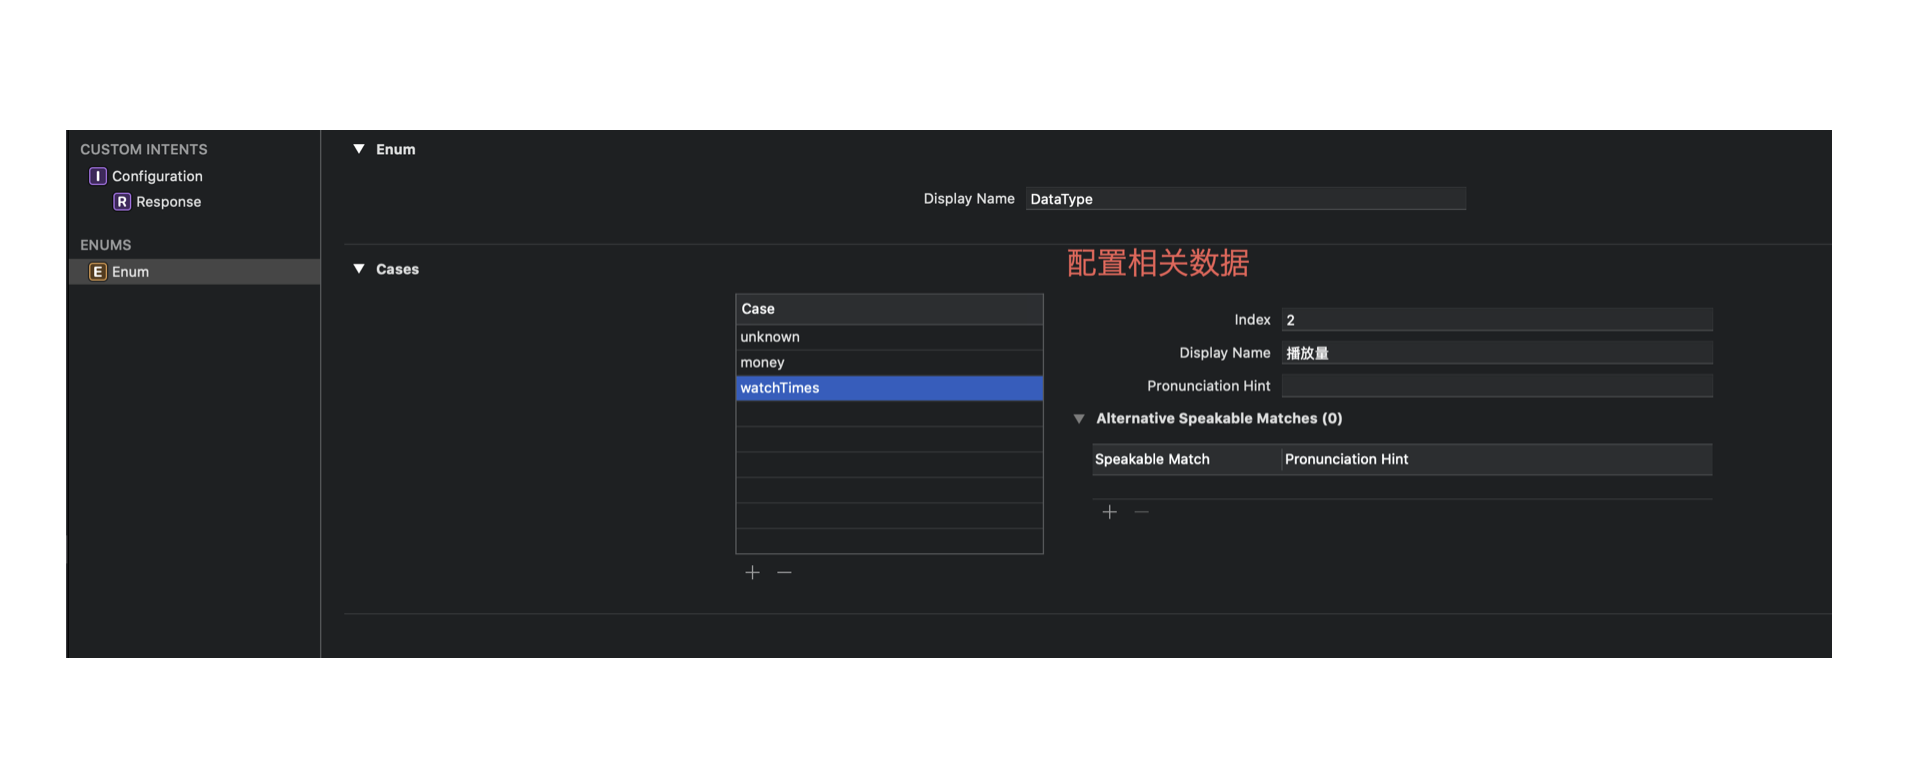 CUSTOM INTENTS
I Configuration
R Response
ENUMS
E Enum
Enum
Display Name DataType
Cases
配置相关数据
Case
unknown
money
watchTimes
Index 2
Display Name 播放量
Pronunciation Hint
Alternative Speakable Matches (0)
Speakable Match Pronunciation Hint